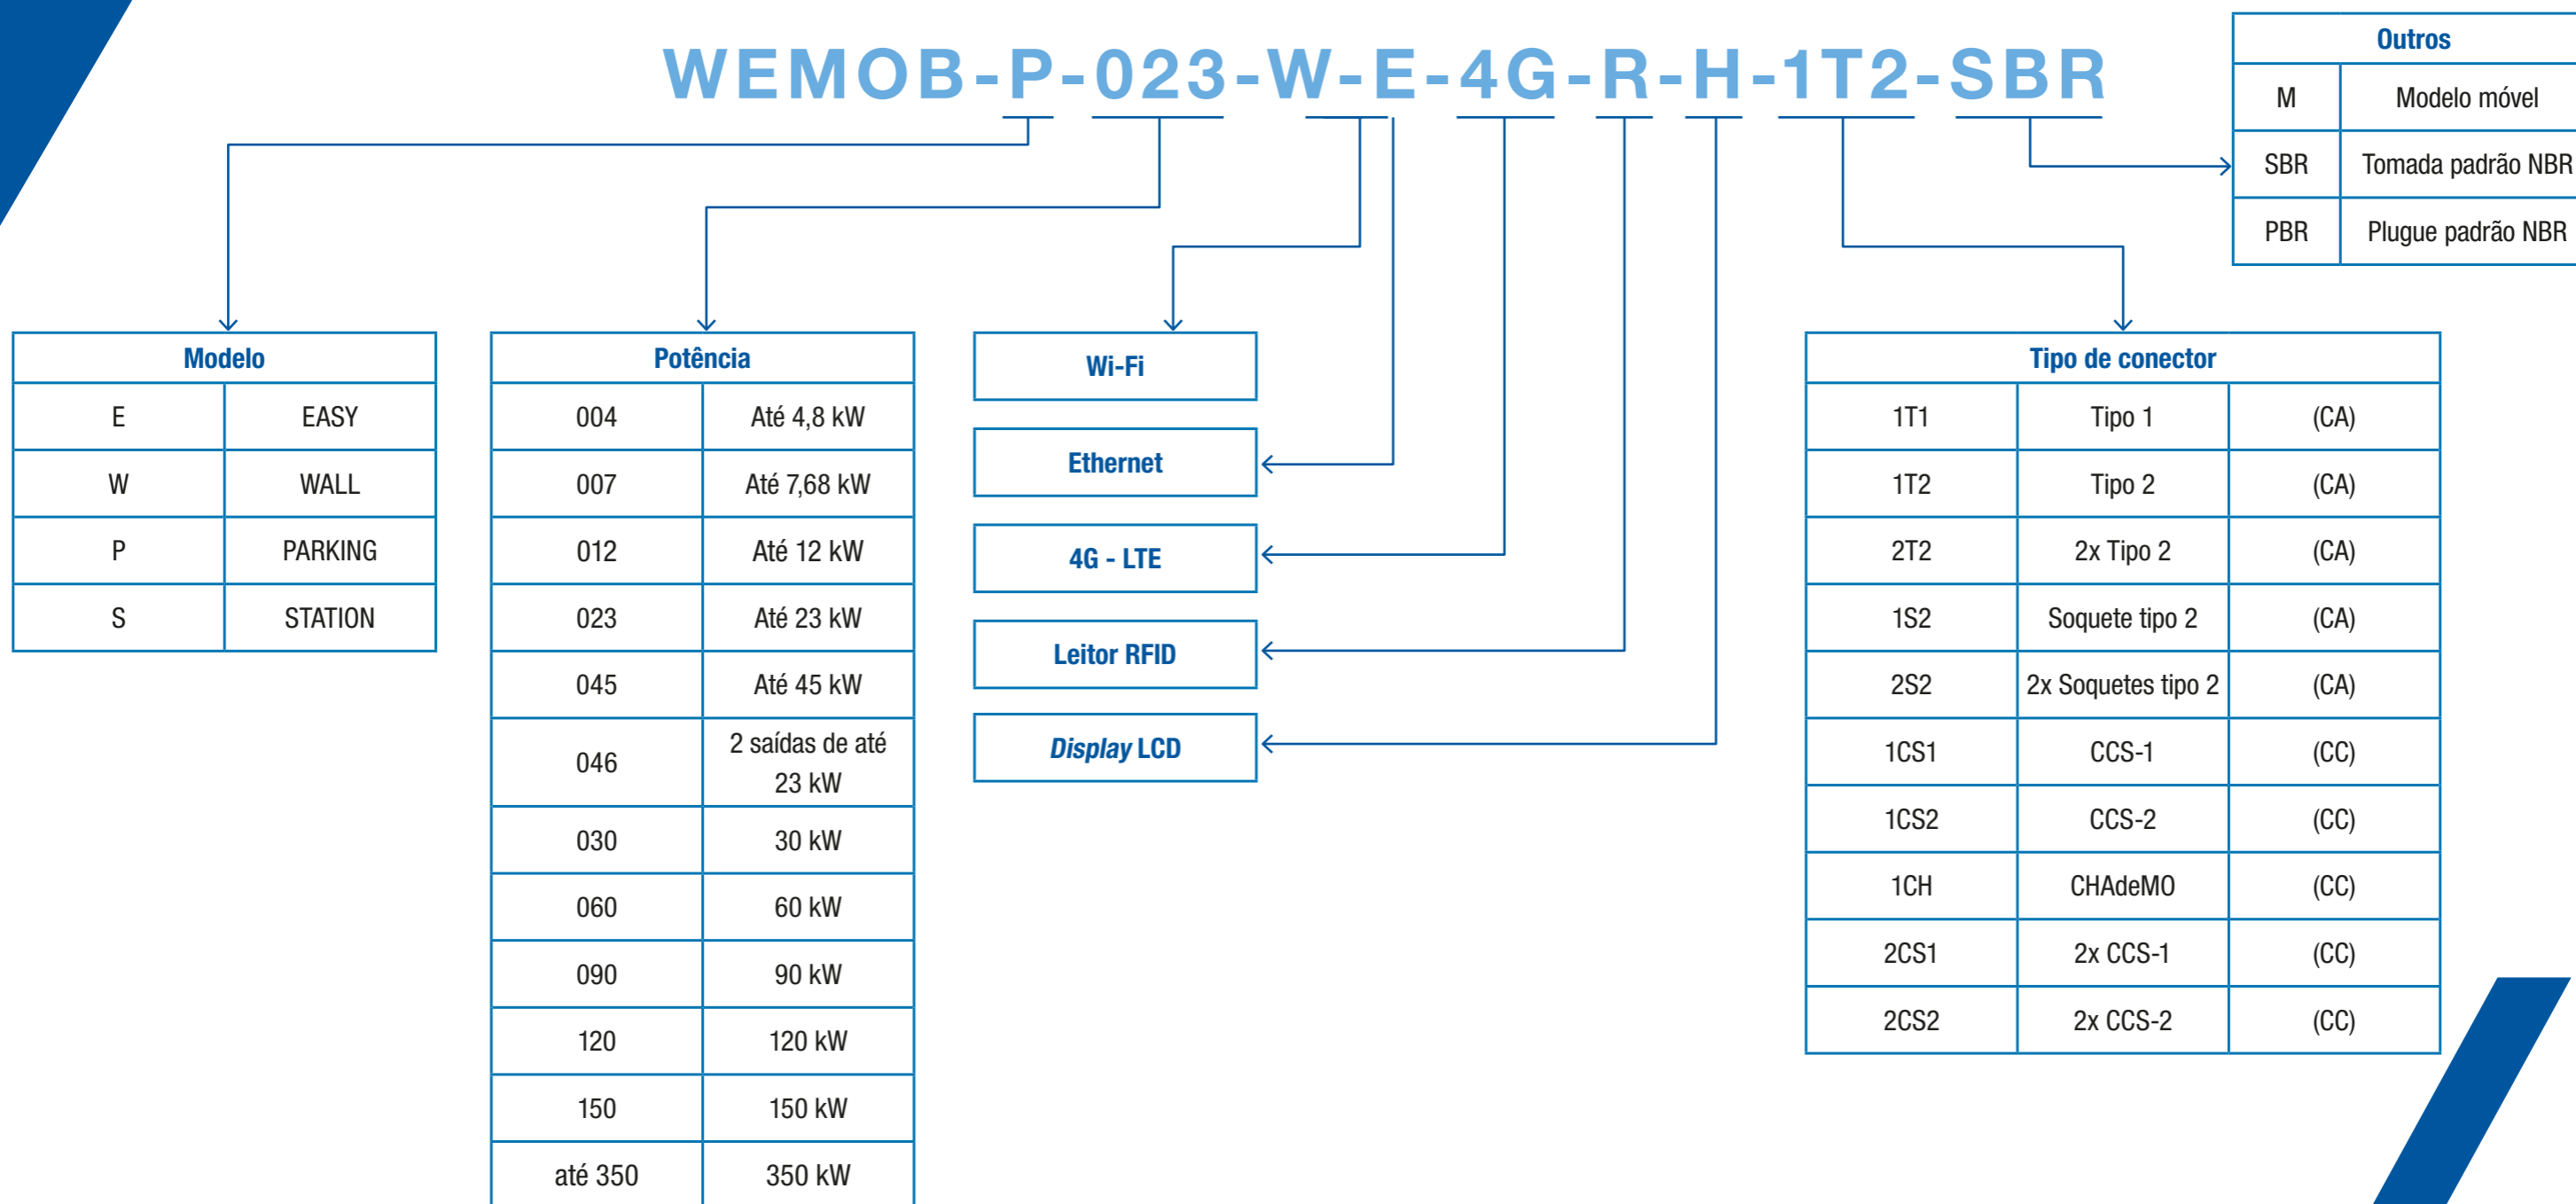 WEMOB-P-023-W-E-4G-R-H-1T2-SBR
Outros
M Modelo móvel
SBR Tomada padrão NBR
PBR Plugue padrão NBR
Modelo
E EASY
W WALL
P PARKING
S STATION
Potência
004 Até 4,8 kW
007 Até 7,68 kW
012 Até 12 kW
023 Até 23 kW
045 Até 45 kW
046 2 saídas de até
23 kW
030 30 kW
060 60 kW
090 90 kW
120 120 kW
150 150 kW
até 350 350 kW
Wi-Fi
Ethernet
4G - LTE
Leitor RFID
Display LCD
Tipo de conector
1T1 Tipo 1 (CA)
1T2 Tipo 2 (CA)
2T2 2x Tipo 2 (CA)
1S2 Soquete tipo 2 (CA)
2S2 2x Soquetes tipo 2 (CA)
1CS1 CCS-1 (CC)
1CS2 CCS-2 (CC)
1CH CHAdeMO (CC)
2CS1 2x CCS-1 (CC)
2CS2 2x CCS-2 (CC)